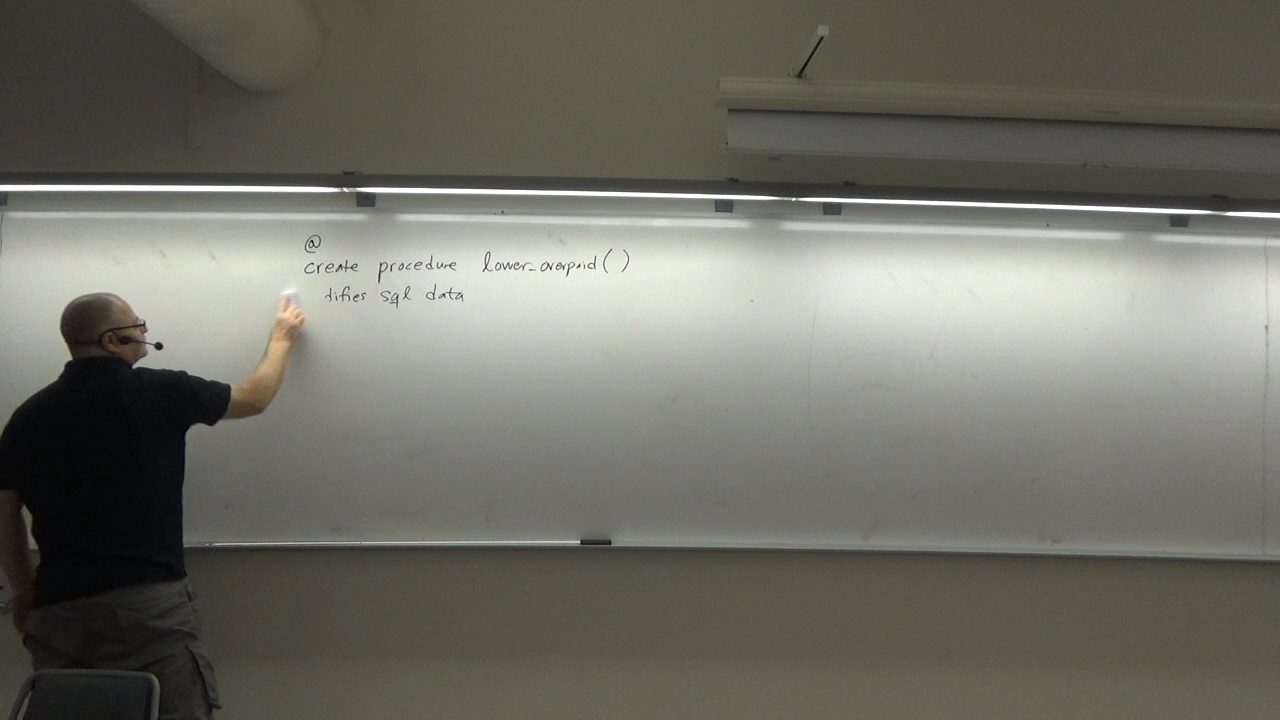 @
create procedure lower_overpaid()
difies sql data